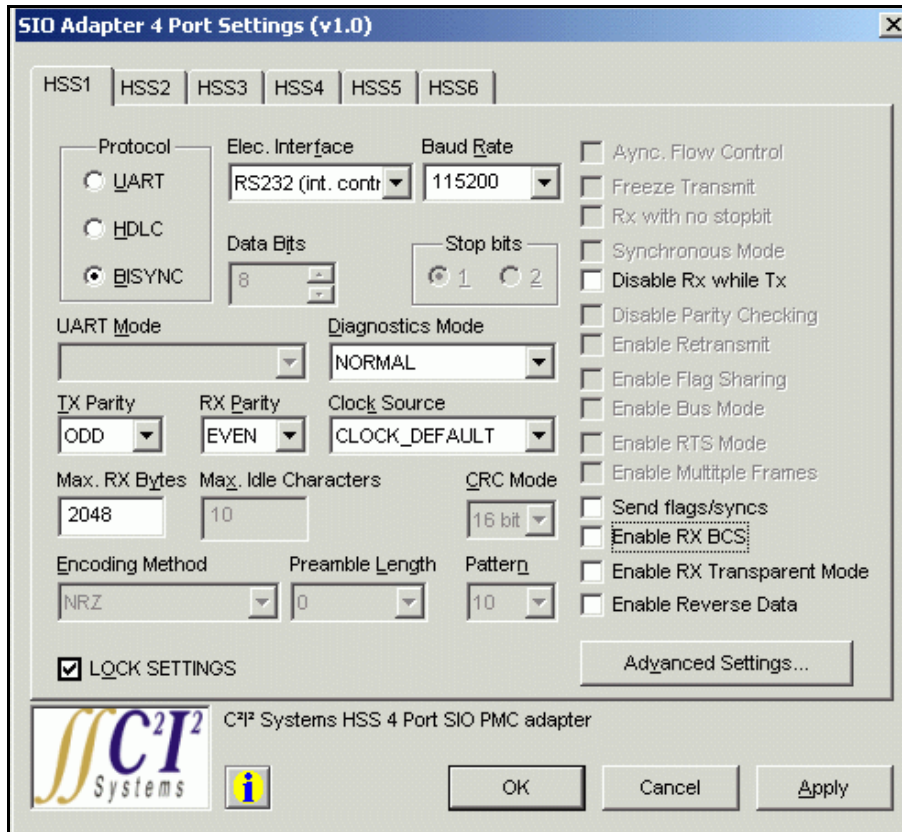 SIO Adapter 4 Port Settings (v1.0)
HSS1 HSS2 HSS3 HSS4 HSS5 HSS6
Protocol
UART
HDLC
BISYNC
Elec. Interface
RS232 (int. contr
Baud Rate
115200
Data Bits
8
Stop bits
1 2
UART Mode
Diagnostics Mode
NORMAL
TX Parity
ODD
RX Parity
EVEN
Clock Source
CLOCK_DEFAULT
Max. RX Bytes
2048
Max. Idle Characters
10
CRC Mode
16 bit
Encoding Method
NRZ
Preamble Length
0
Pattern
10
LOCK SETTINGS
Aync. Flow Control
Freeze Transmit
Rx with no stopbit
Synchronous Mode
Disable Rx while Tx
Disable Parity Checking
Enable Retransmit
Enable Flag Sharing
Enable Bus Mode
Enable RTS Mode
Enable Multitple Frames
Send flags/syncs
Enable RX BCS
Enable RX Transparent Mode
Enable Reverse Data
Advanced Settings...
C²I²
Systems
C²I² Systems HSS 4 Port SIO PMC adapter
i
OK Cancel Apply